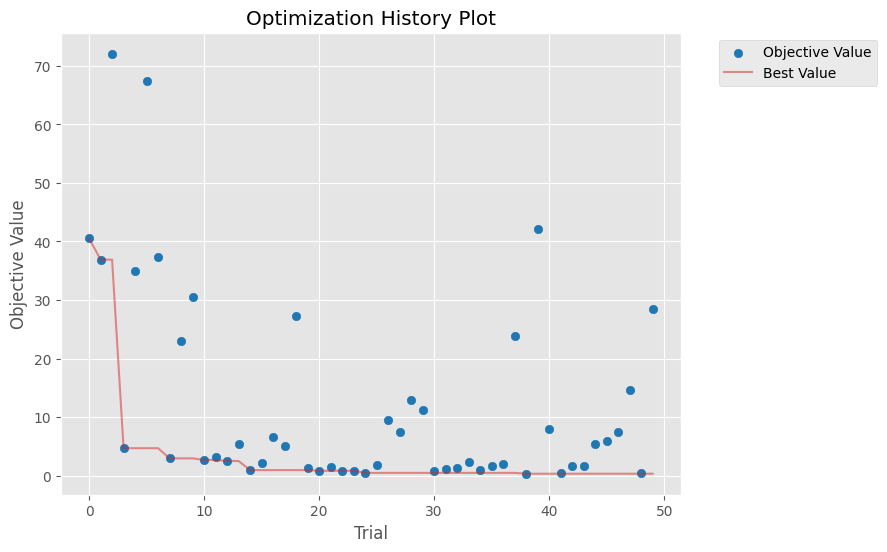 Optimization History Plot
Objective Value
Best Value
Objective Value
70
60
50
40
30
20
10
0
0 10 20 30 40 50
Trial